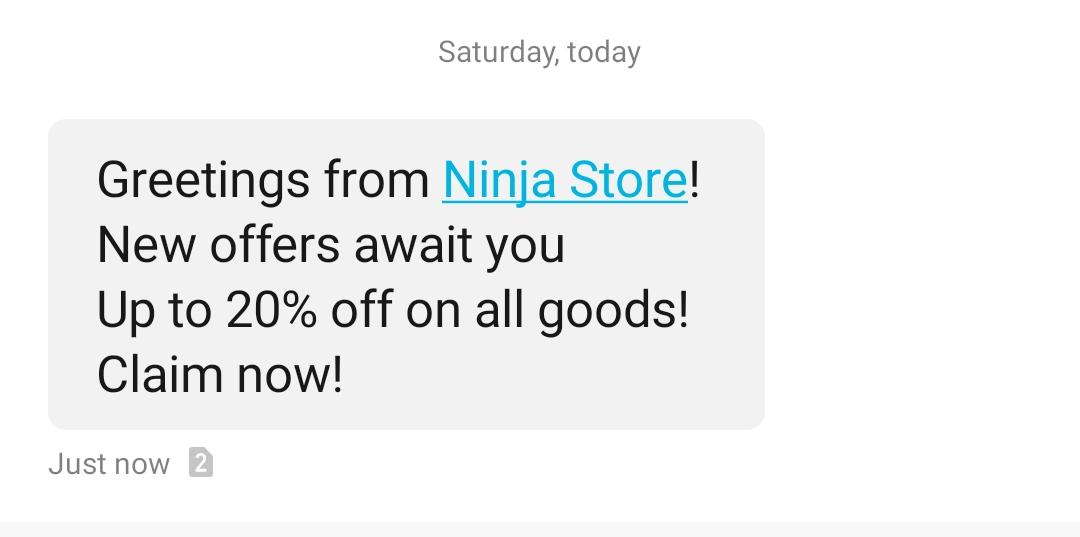 Saturday, today
Greetings from Ninja Store!
New offers await you
Up to 20% off on all goods!
Claim now!
Just now 2